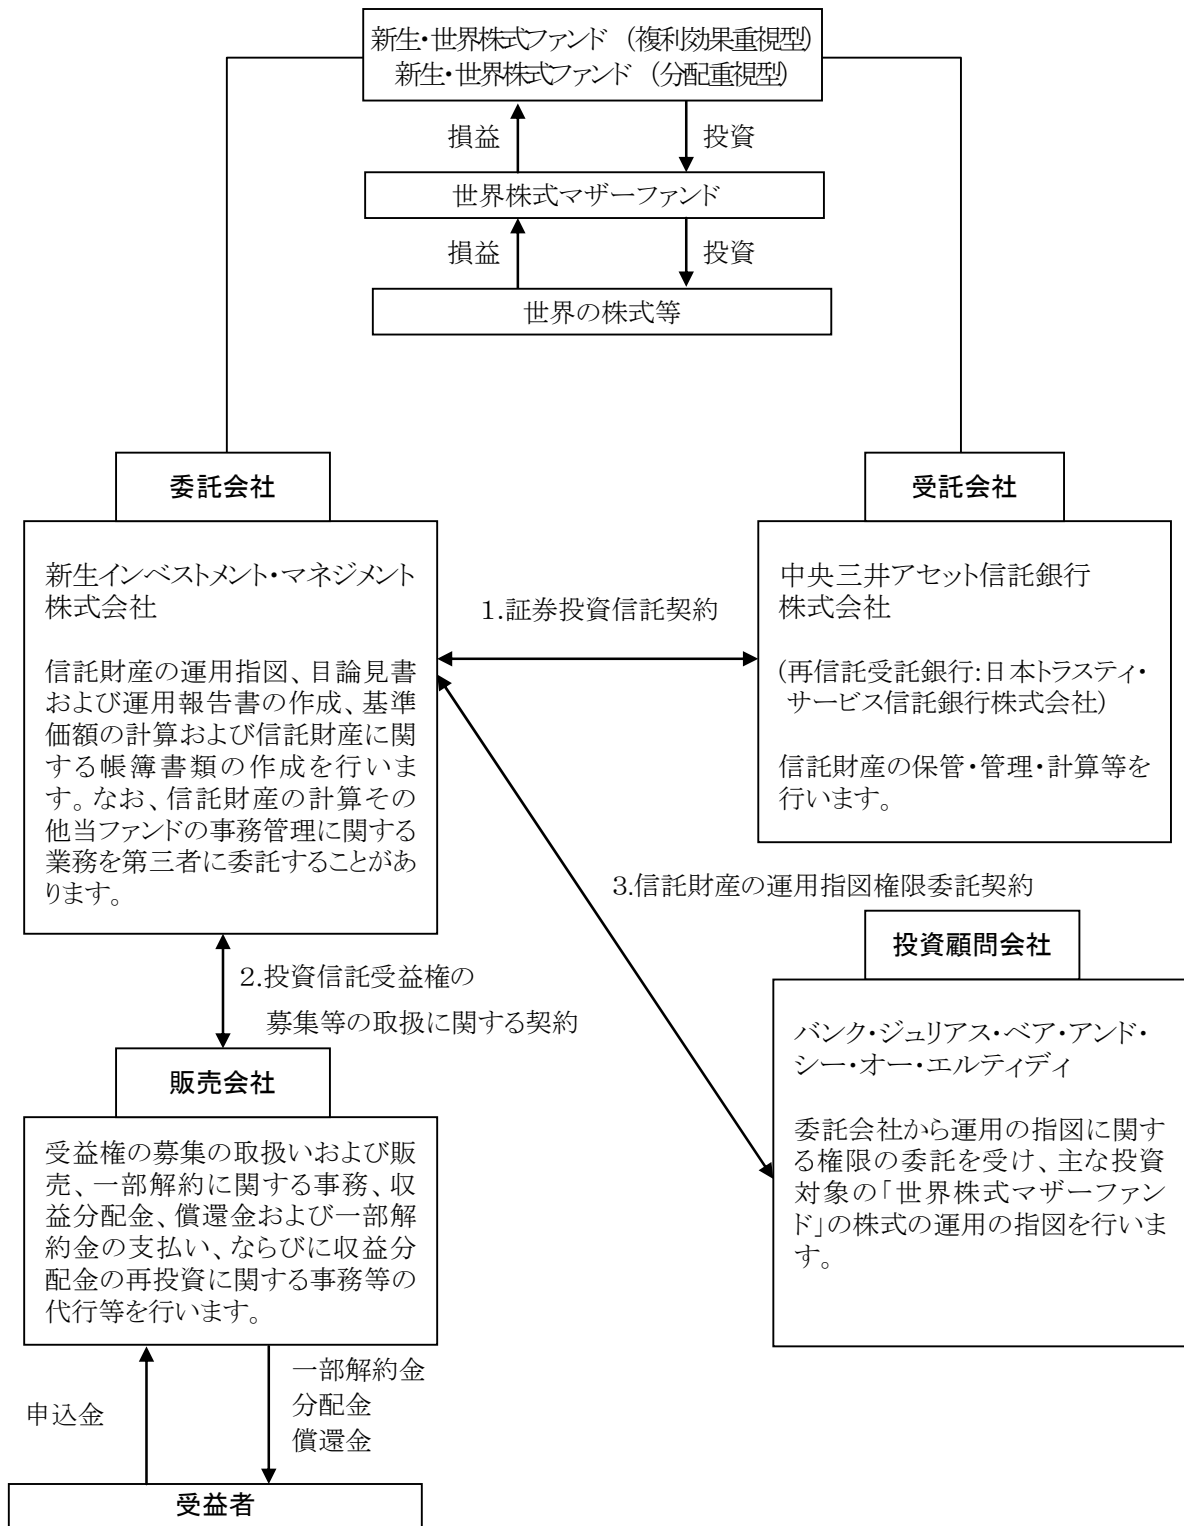 新生・世界株式ファンド (複利効果重視型)
新生・世界株式ファンド (分配重視型)
損益
投資
世界株式マザーファンド
損益
投資
世界の株式等
委託会社
新生インベストメント・マネジメント
株式会社
信託財産の運用指図、目論見書
および運用報告書の作成、基準
価額の計算および信託財産に関
する帳簿書類の作成を行いま
す。なお、信託財産の計算その
他当ファンドの事務管理に関する
業務を第三者に委託することがあ
ります。
1.証券投資信託契約
受託会社
中央三井アセット信託銀行
株式会社
(再信託受託銀行:日本トラスティ・
サービス信託銀行株式会社)
信託財産の保管・管理・計算等を
行います。
3.信託財産の運用指図権限委託契約
投資顧問会社
バンク・ジュリアス・ベア・アンド・
シー・オー・エルティディ
委託会社から運用の指図に関す
る権限の委託を受け、主な投資
対象の「世界株式マザーファン
ド」の株式の運用の指図を行いま
す。
2.投資信託受益権の
募集等の取扱に関する契約
販売会社
受益権の募集の取扱いおよび販
売、一部解約に関する事務、収
益分配金、償還金および一部解
約金の支払い、ならびに収益分
配金の再投資に関する事務等の
代行等を行います。
申込金
一部解約金
分配金
償還金
受益者